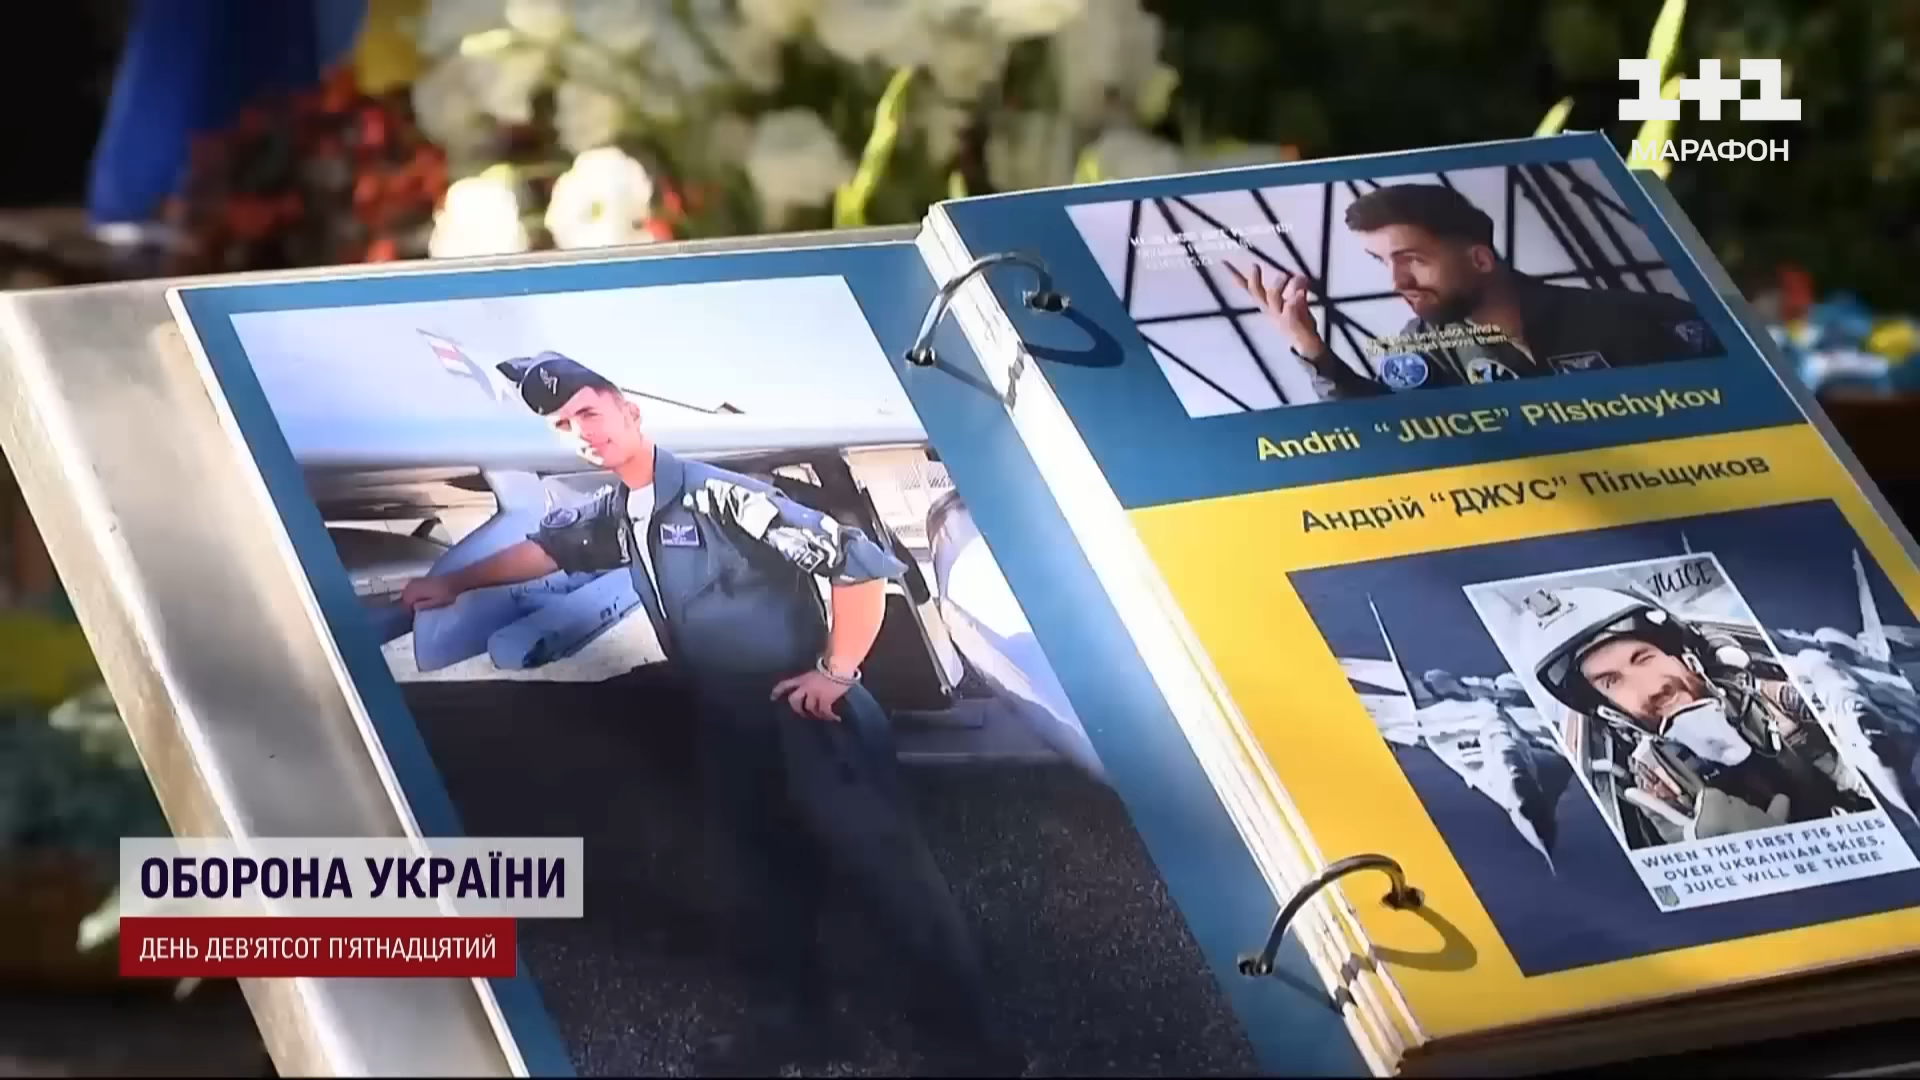 1+1
МАРАФОН
Andrii “JUICE” Pilshchykov
Андрій “ДЖУС” Пільщиков
JUICE
WHEN THE FIRST F16 FLIES
OVER UKRAINIAN SKIES,
JUICE WILL BE THERE
ОБОРОНА УКРАЇНИ
ДЕНЬ ДЕВ'ЯТСОТ П'ЯТНАДЦЯТИЙ